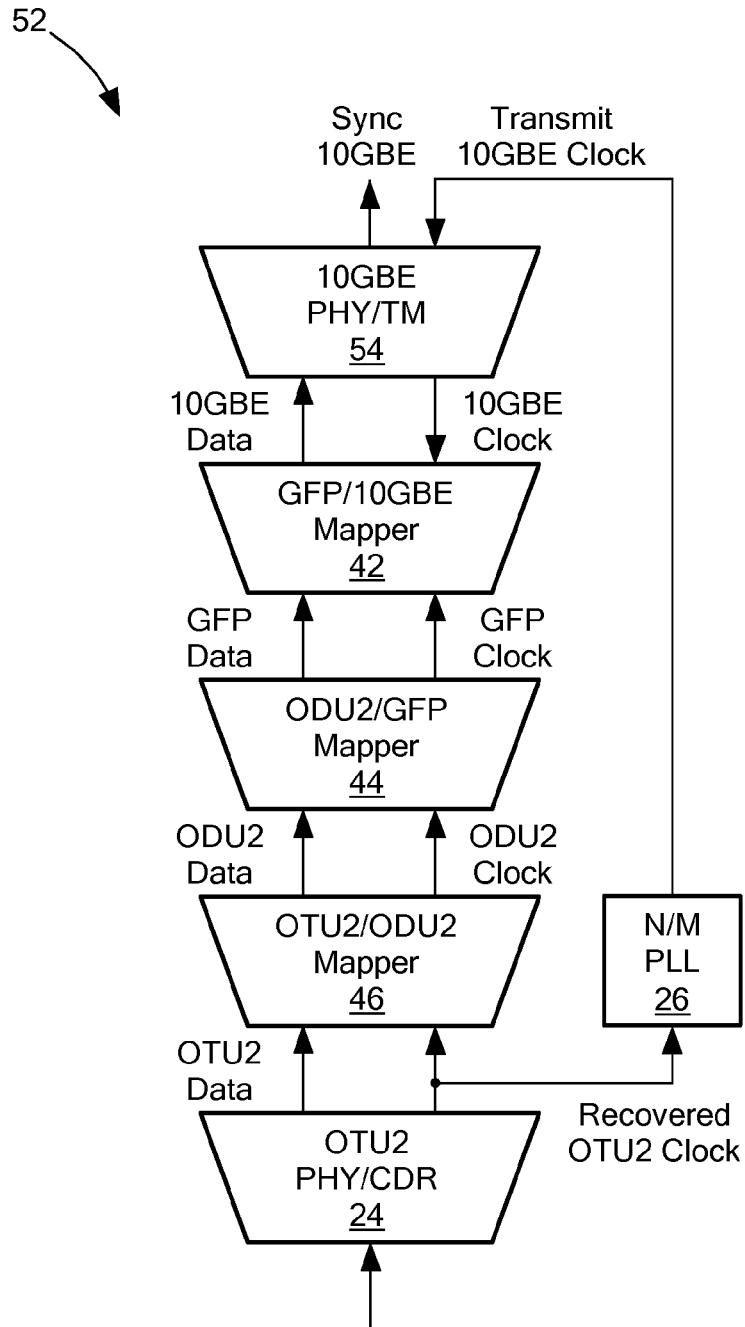 52
Sync
10GBE
Transmit
10GBE Clock
10GBE
PHY/TM
54
10GBE
Data
10GBE
Clock
GFP/10GBE
Mapper
42
GFP
Data
GFP
Clock
ODU2/GFP
Mapper
44
ODU2
Data
ODU2
Clock
OTU2/ODU2
Mapper
46
N/M
PLL
26
OTU2
Data
Recovered
OTU2 Clock
OTU2
PHY/CDR
24